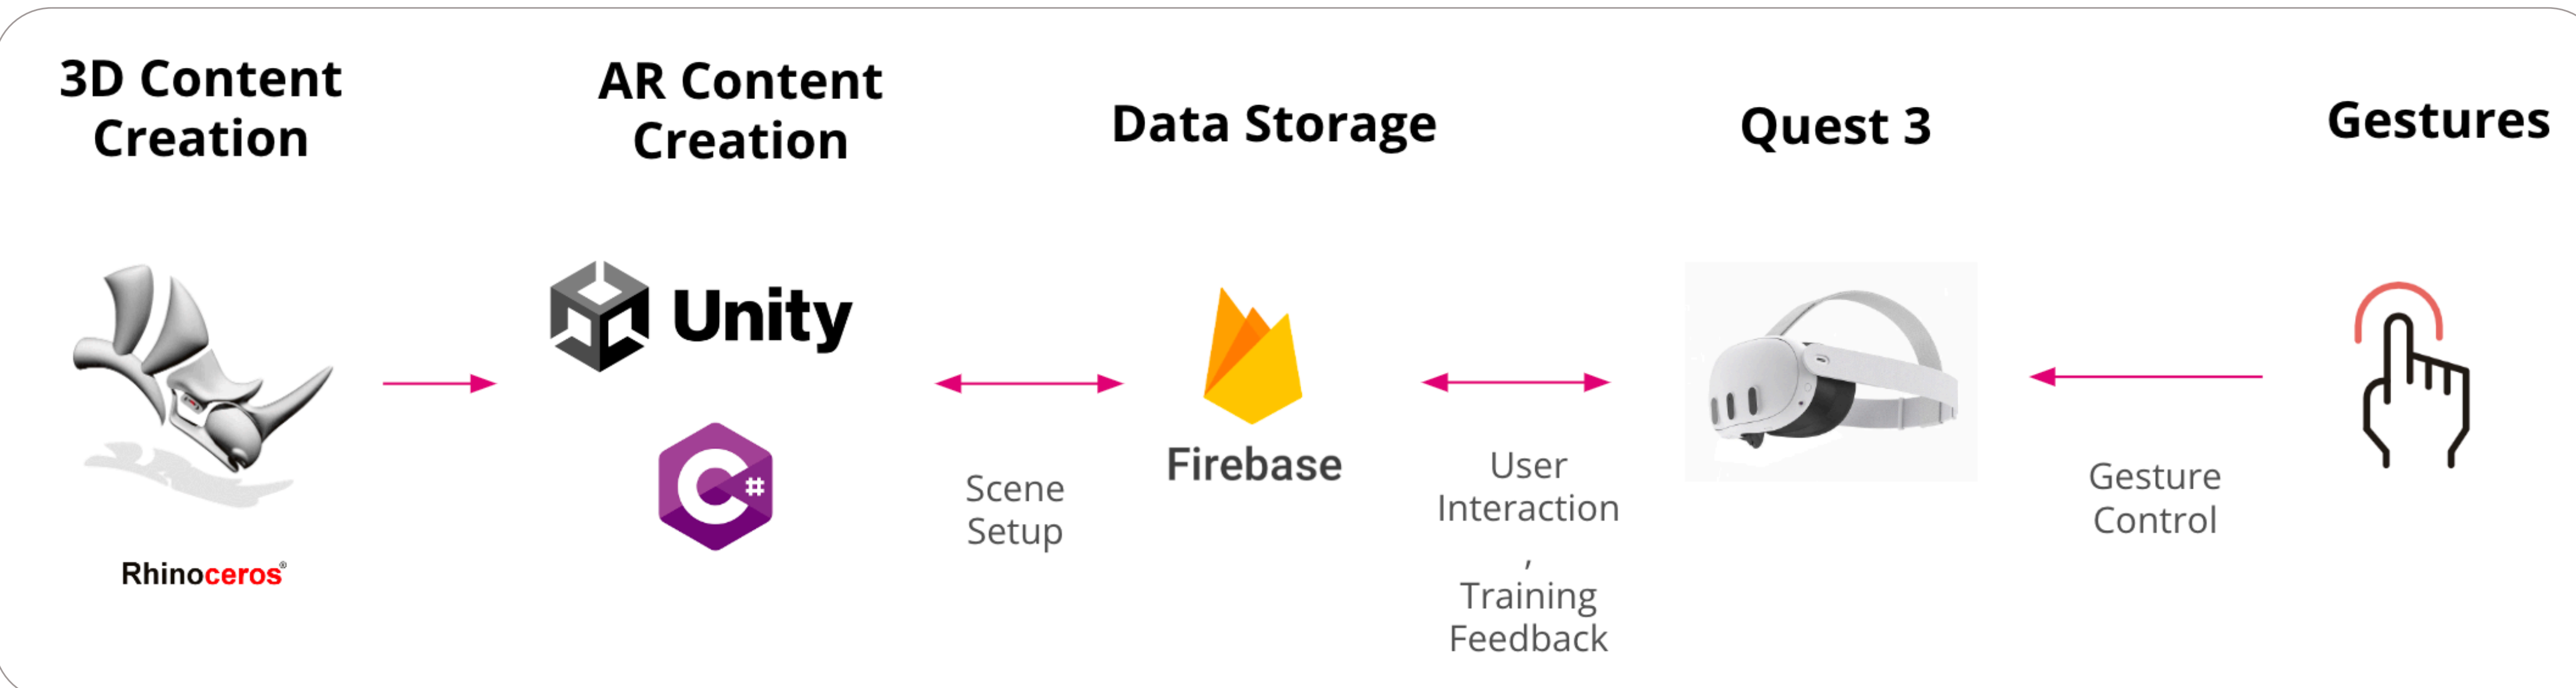 3D Content
Creation
AR Content
Creation
Data Storage
Quest 3
Gestures
Unity
C#
Rhinoceros®
Firebase
Scene
Setup
User
Interaction
,
Training
Feedback
Gesture
Control